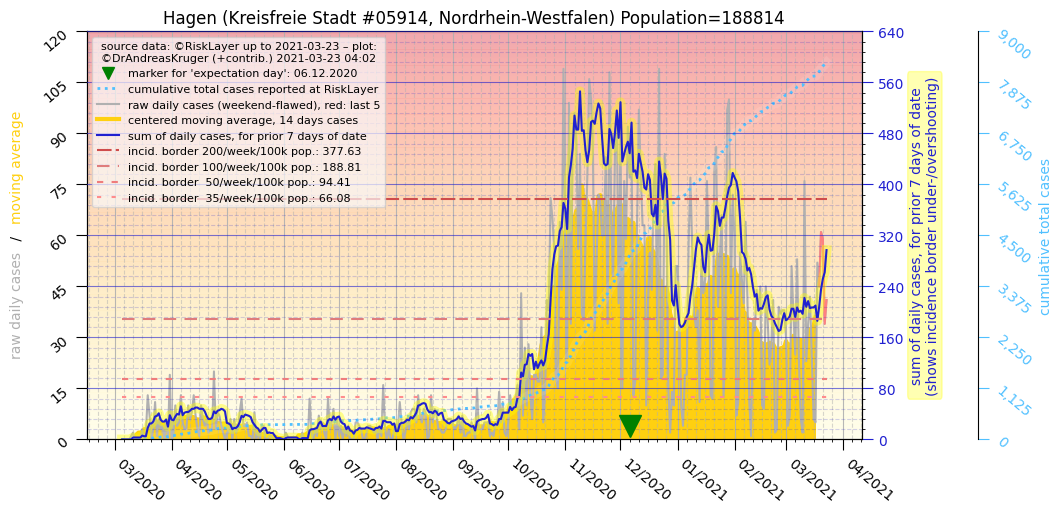 Hagen (Kreisfreie Stadt #05914, Nordrhein-Westfalen) Population=188814
source data: ©RiskLayer up to 2021-03-23 – plot:
©DrAndreasKruger (+contrib.) 2021-03-23 04:02
marker for 'expectation day': 06.12.2020
cumulative total cases reported at RiskLayer
raw daily cases (weekend-flawed), red: last 5
centered moving average, 14 days cases
sum of daily cases, for prior 7 days of date
incid. border 200/week/100k pop.: 377.63
incid. border 100/week/100k pop.: 188.81
incid. border  50/week/100k pop.: 94.41
incid. border  35/week/100k pop.: 66.08
raw daily cases / moving average
120
105
90
75
60
45
30
15
0
640
560
480
400
320
240
160
80
0
sum of daily cases, for prior 7 days of date
(shows incidence border under-/overshooting)
9,000
7,875
6,750
5,625
4,500
3,375
2,250
1,125
0
cumulative total cases
03/2020
04/2020
05/2020
06/2020
07/2020
08/2020
09/2020
10/2020
11/2020
12/2020
01/2021
02/2021
03/2021
04/2021